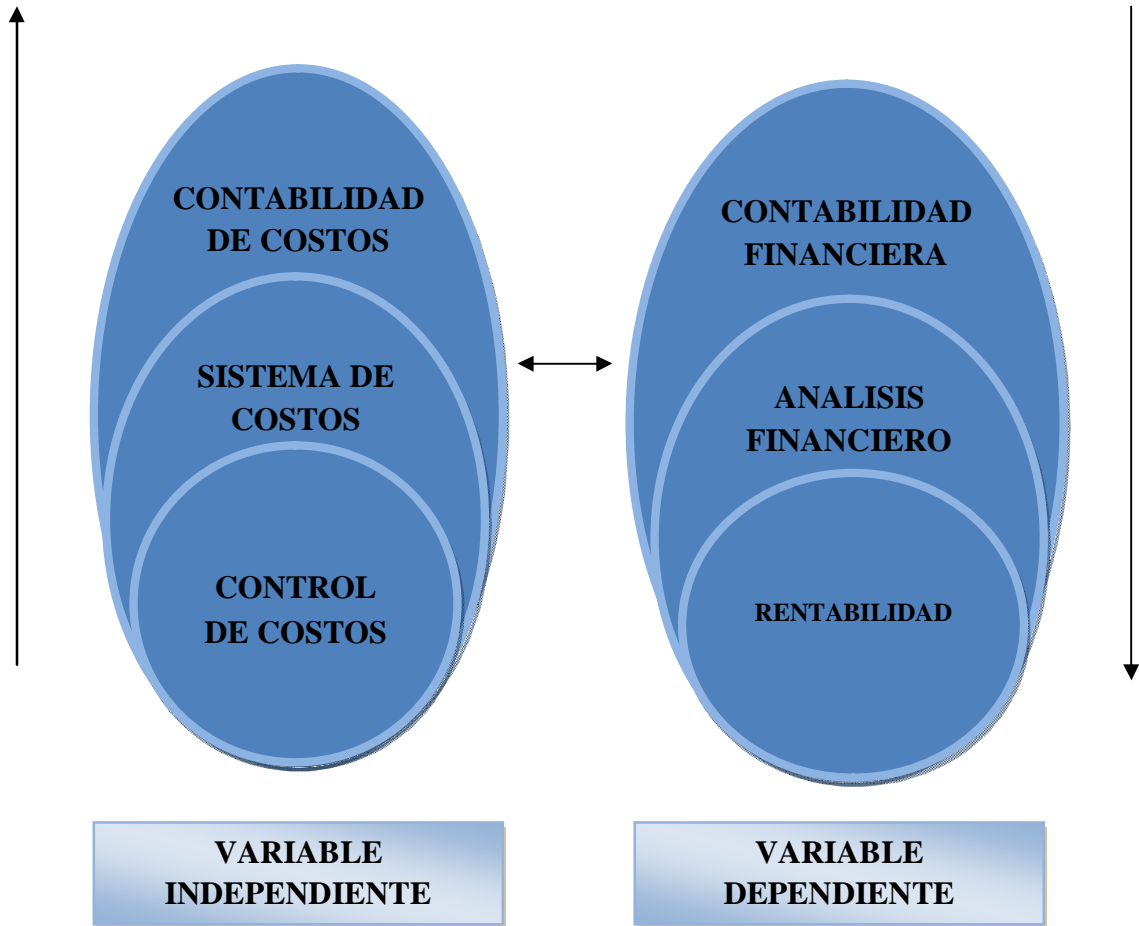 CONTABILIDAD
DE COSTOS
SISTEMA DE
COSTOS
CONTROL
DE COSTOS
VARIABLE
INDEPENDIENTE
CONTABILIDAD
FINANCIERA
ANALISIS
FINANCIERO
RENTABILIDAD
VARIABLE
DEPENDIENTE